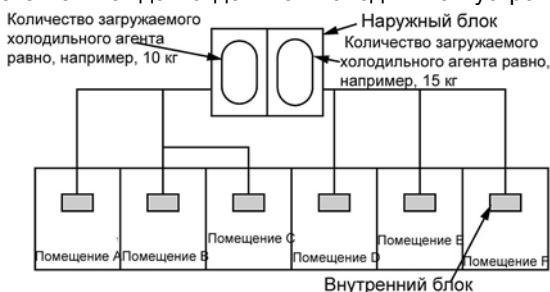 Количество загружаемого
холодильного агента
равно, например, 10 кг
Наружный блок
Количество загружаемого
холодильного агента равно,
например, 15 кг
Помещение A
Помещение B
Помещение C
Помещение D
Помещение E
Помещение F
Внутренний блок